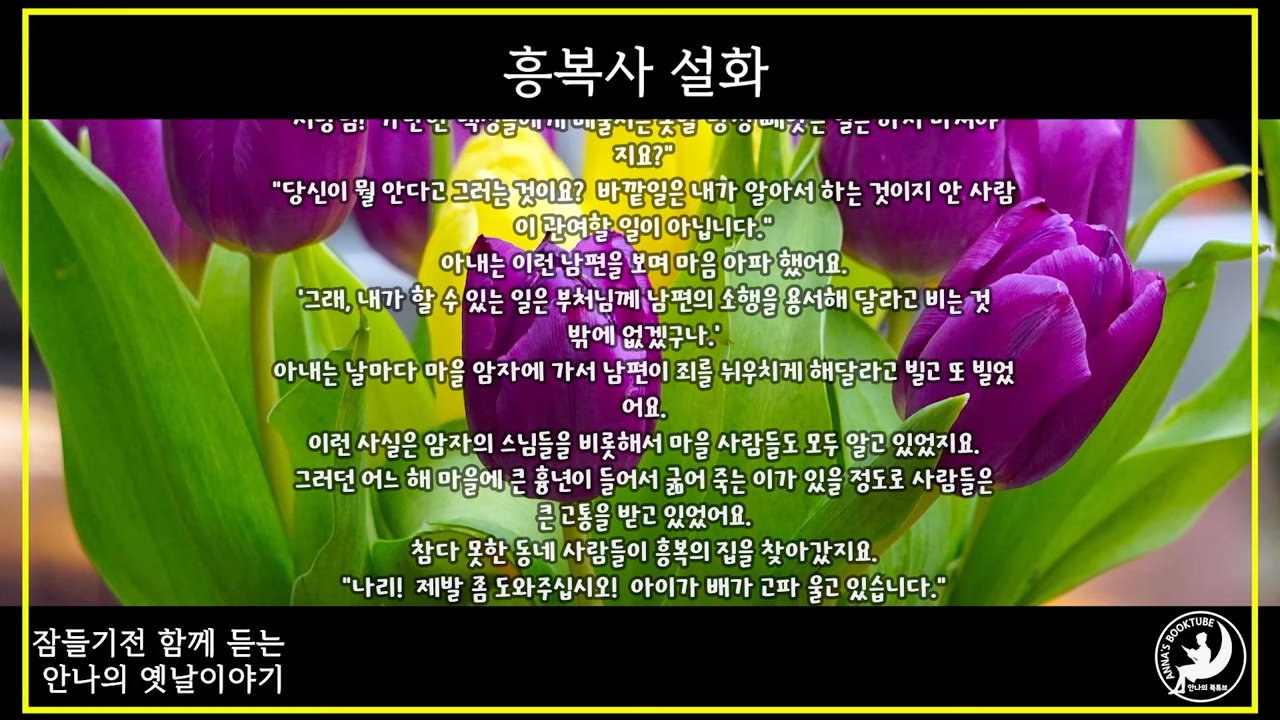 흥복사 설화
지요?"
"당신이 뭘 안다고 그러는 것이요? 바깥일은 내가 알아서 하는 것이지 안 사람
이 관여할 일이 아닙니다."
아내는 이런 남편을 보며 마음 아파 했어요.
'그래, 내가 할 수 있는 일은 부처님께 남편의 소행을 용서해 달라고 비는 것
밖에 없겠구나.'
아내는 날마다 마을 암자에 가서 남편이 죄를 뉘우치게 해달라고 빌고 또 빌었
어요.
이런 사실은 암자의 스님들을 비롯해서 마을 사람들도 모두 알고 있었지요.
그러던 어느 해 마을에 큰 흉년이 들어서 굶어 죽는 이가 있을 정도로 사람들은
큰 고통을 받고 있었어요.
참다 못한 동네 사람들이 흥복의 집을 찾아갔지요.
"나리! 제발 좀 도와주십시오! 아이가 배가 고파 울고 있습니다."
잠들기전 함께 듣는
안나의 옛날이야기
ANNA'S BOOKTUBE
안나의 북튜브